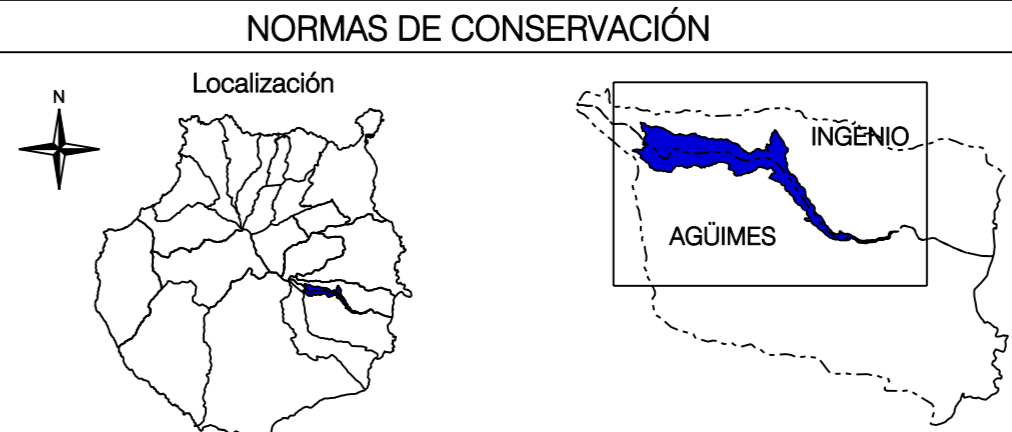 NORMAS DE CONSERVACIÓN
Localización
N
INGENIO
AGÜIMES